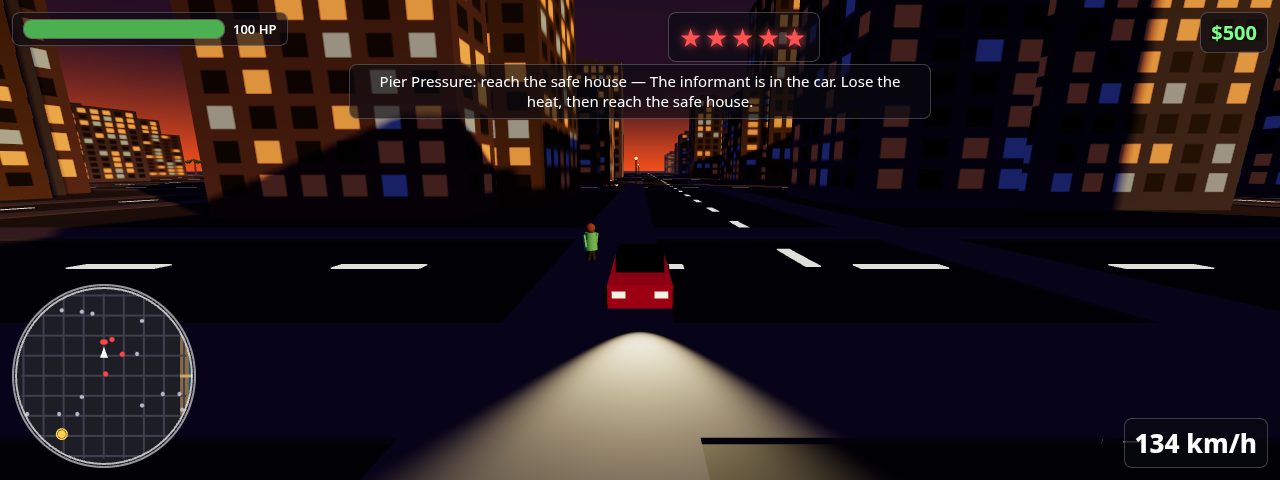 100 HP
★★★★★
$500
Pier Pressure: reach the safe house — The informant is in the car. Lose the
heat, then reach the safe house.
134 km/h